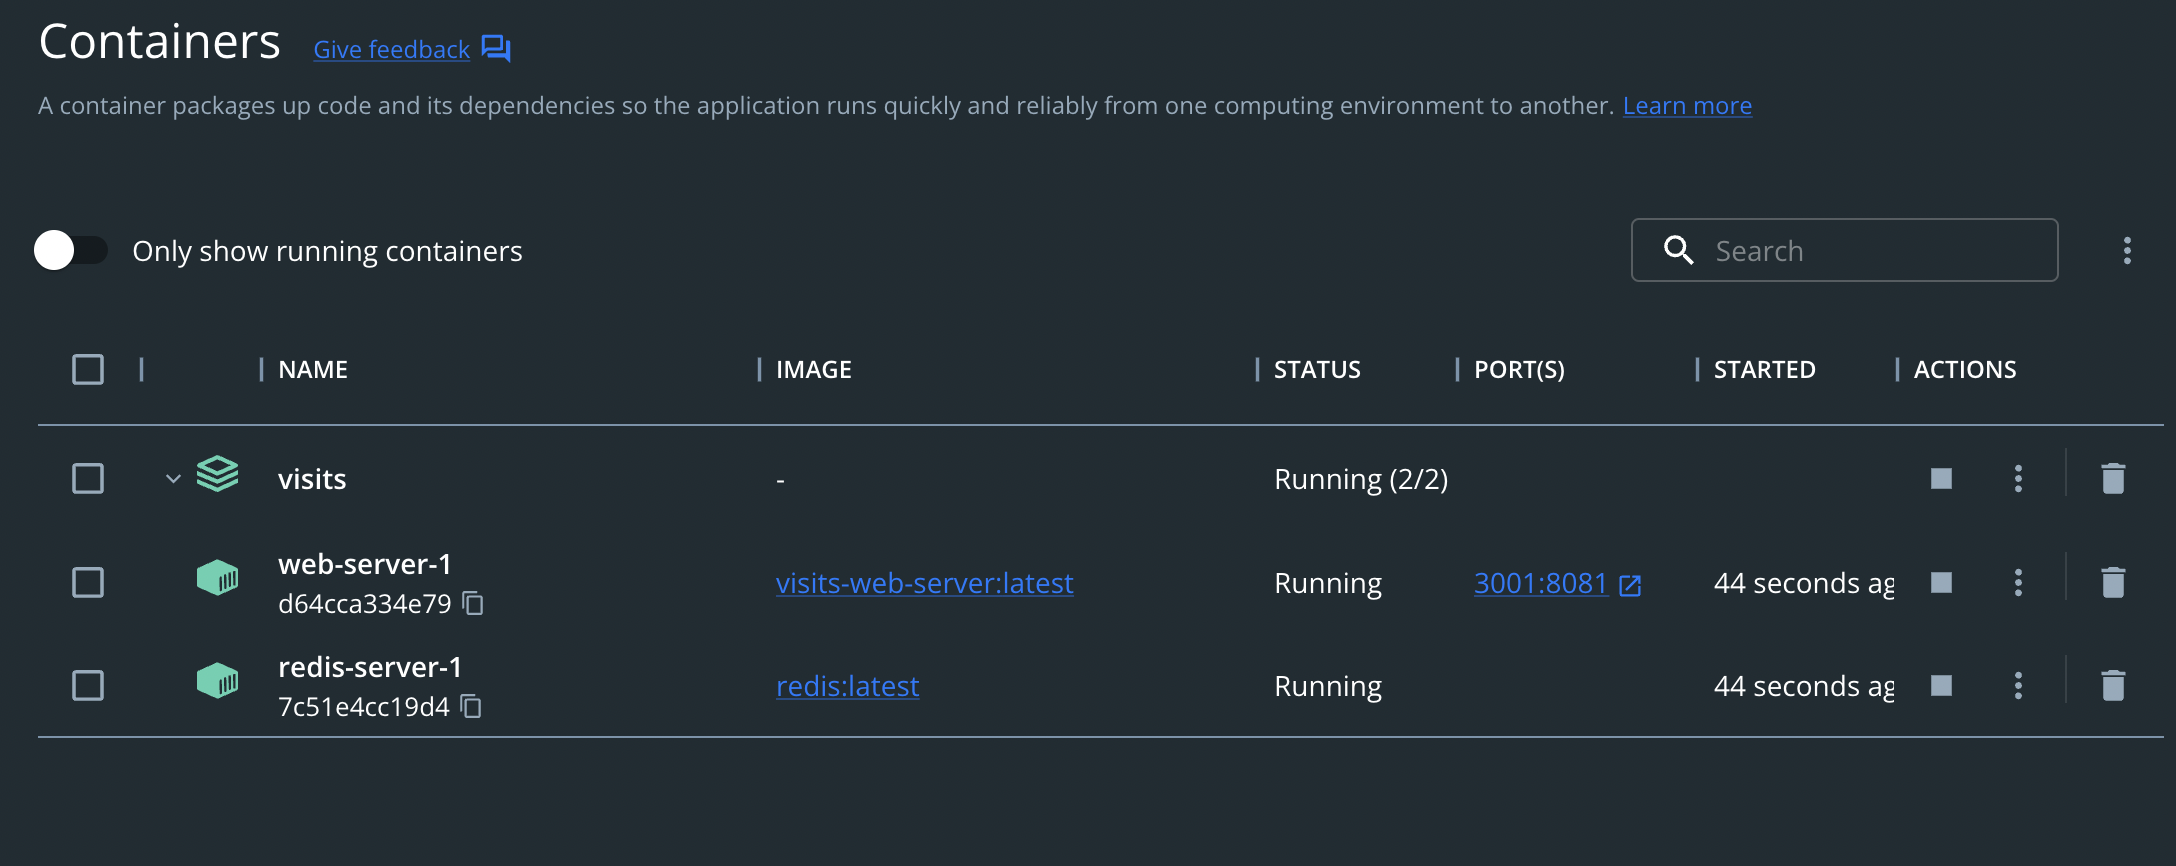 Containers Give feedback
A container packages up code and its dependencies so the application runs quickly and reliably from one computing environment to another. Learn more
Only show running containers Search
NAME IMAGE STATUS PORT(S) STARTED ACTIONS
visits - Running (2/2)
web-server-1
d64cca334e79 visits-web-server:latest Running 3001:8081 44 seconds ag
redis-server-1
7c51e4cc19d4 redis:latest Running 44 seconds ag